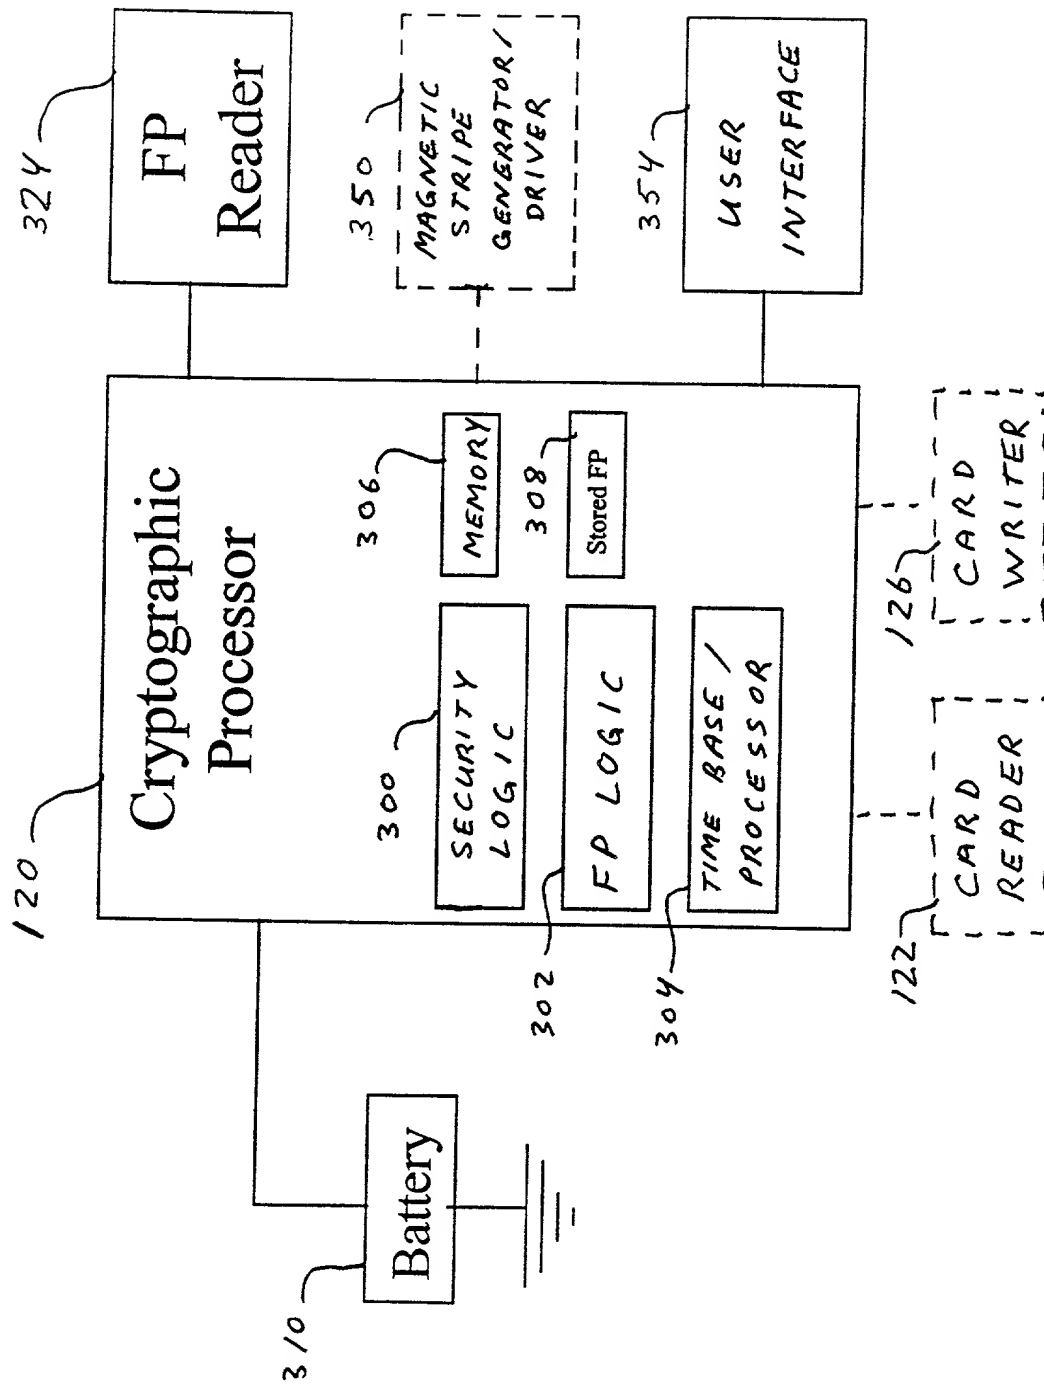 120
Cryptographic
Processor
300
SECURITY
LOGIC
306
MEMORY
302
FP LOGIC
308
Stored FP
304
TIME BASE /
PROCESSOR
310
Battery
324
FP
Reader
350
MAGNETIC
STRIPE
GENERATOR/
DRIVER
354
USER
INTERFACE
122
CARD
READER
126
CARD
WRITER